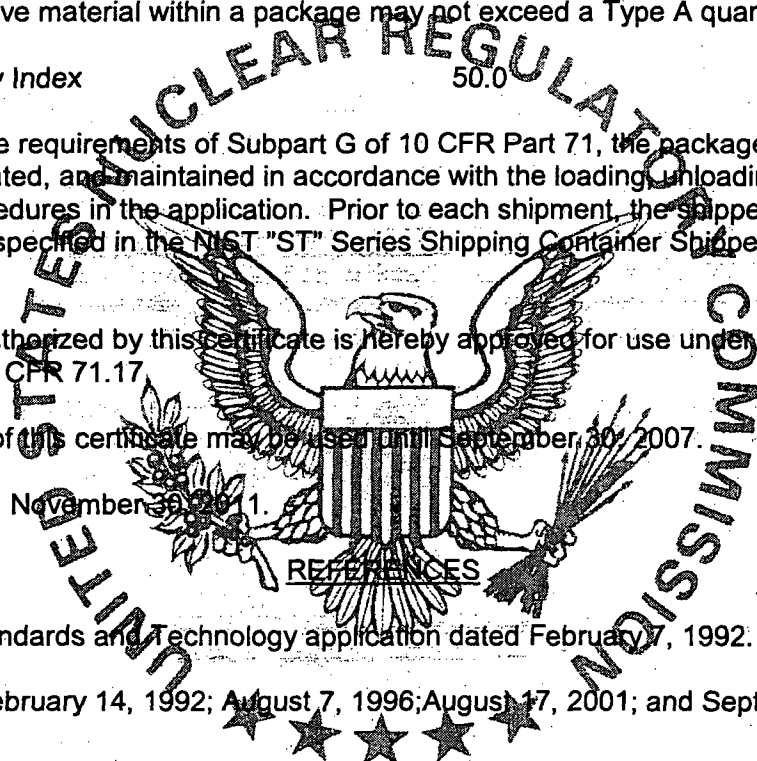 ve material within a package may not exceed a Type A quan
y Index 50.0
e requirements of Subpart G of 10 CFR Part 71, the package
ated, and maintained in accordance with the loading, unloadin
edures in the application. Prior to each shipment, the shippe
specified in the NIST "ST" Series Shipping Container Shippe
thorized by this certificate is hereby approved for use under
CFR 71.17
of this certificate may be used until September 30, 2007.
November 30, 2011.
REFERENCES
ndards and Technology application dated February 7, 1992.
ebruary 14, 1992; August 7, 1996;August 17, 2001; and Sept
UNITED STATES NUCLEAR REGULATORY COMMISSION